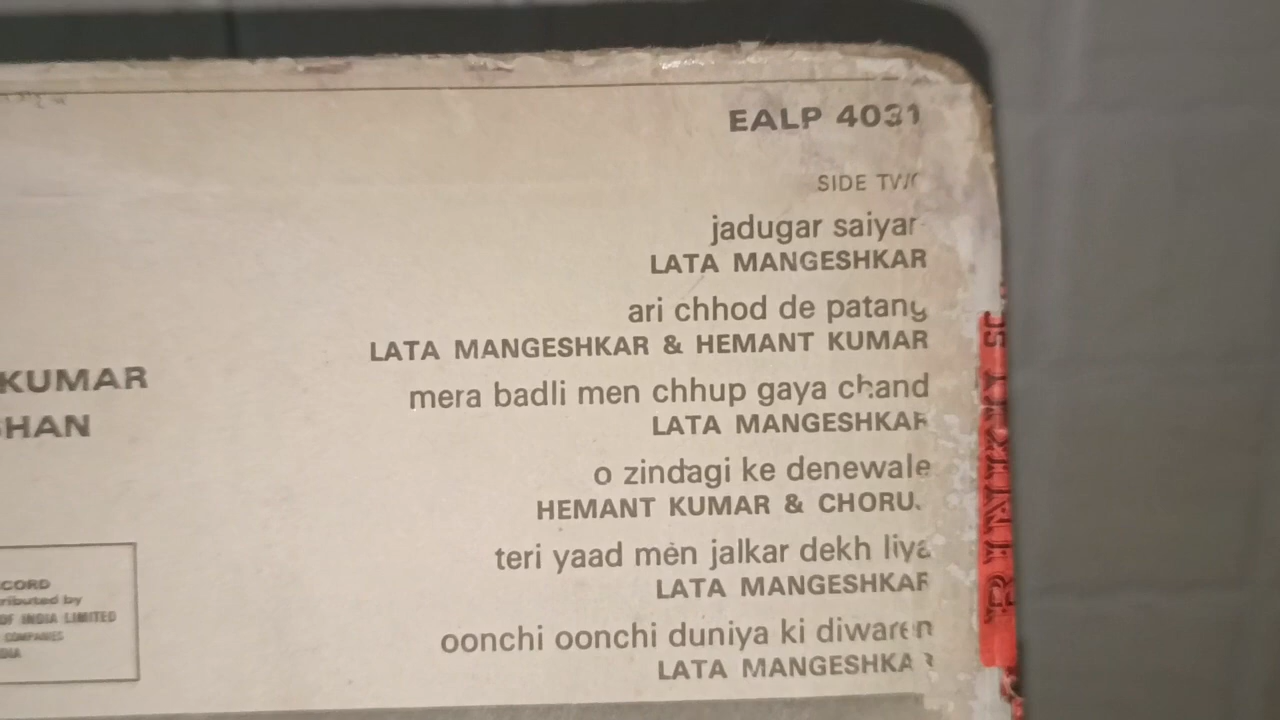 EALP 4031
SIDE TWO
jadugar saiyan
LATA MANGESHKAR
ari chhod de patang
LATA MANGESHKAR & HEMANT KUMAR
mera badli men chhup gaya chand
LATA MANGESHKAR
o zindagi ke denewale
HEMANT KUMAR & CHORUS
teri yaad men jalkar dekh liya
LATA MANGESHKAR
oonchi oonchi duniya ki diwaren
LATA MANGESHKAR
KUMAR
HAN
CORD
ributed by
OF INDIA LIMITED
COMPANIES
DIA